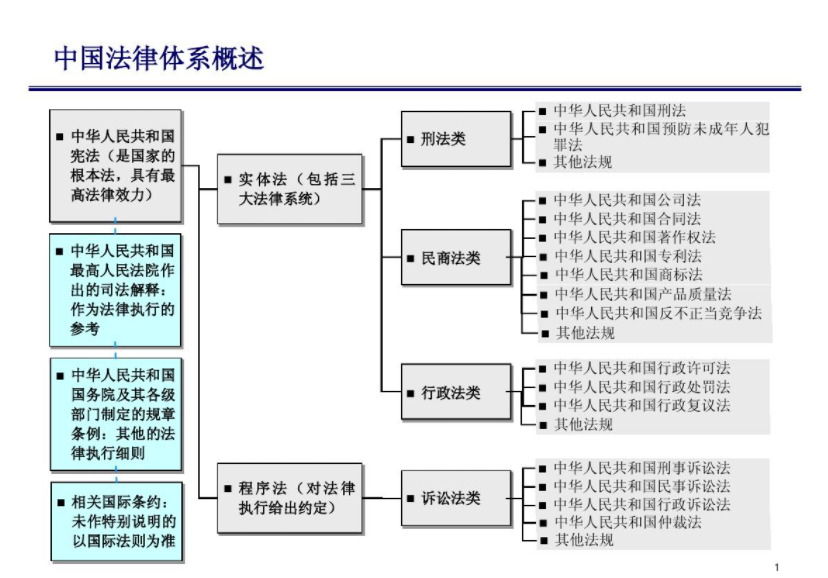 中国法律体系概述
■ 中华人民共和国
宪法（是国家的
根本法，具有最
高法律效力）
■ 中华人民共和国
最高人民法院作
出的司法解释：
作为法律执行的
参考
■ 中华人民共和国
国务院及其各级
部门制定的规章
条例：其他的法
律执行细则
■ 相关国际条约：
未作特别说明的
以国际法则为准
■ 实体法（包括三
大法律系统）
■ 程序法（对法律
执行给出约定）
■ 刑法类
■ 中华人民共和国刑法
■ 中华人民共和国预防未成年人犯
罪法
■ 其他法规
■ 民商法类
■ 中华人民共和国公司法
■ 中华人民共和国合同法
■ 中华人民共和国著作权法
■ 中华人民共和国专利法
■ 中华人民共和国商标法
■ 中华人民共和国产品质量法
■ 中华人民共和国反不正当竞争法
■ 其他法规
■ 行政法类
■ 中华人民共和国行政许可法
■ 中华人民共和国行政处罚法
■ 中华人民共和国行政复议法
■ 其他法规
■ 诉讼法类
■ 中华人民共和国刑事诉讼法
■ 中华人民共和国民事诉讼法
■ 中华人民共和国行政诉讼法
■ 中华人民共和国仲裁法
■ 其他法规
1